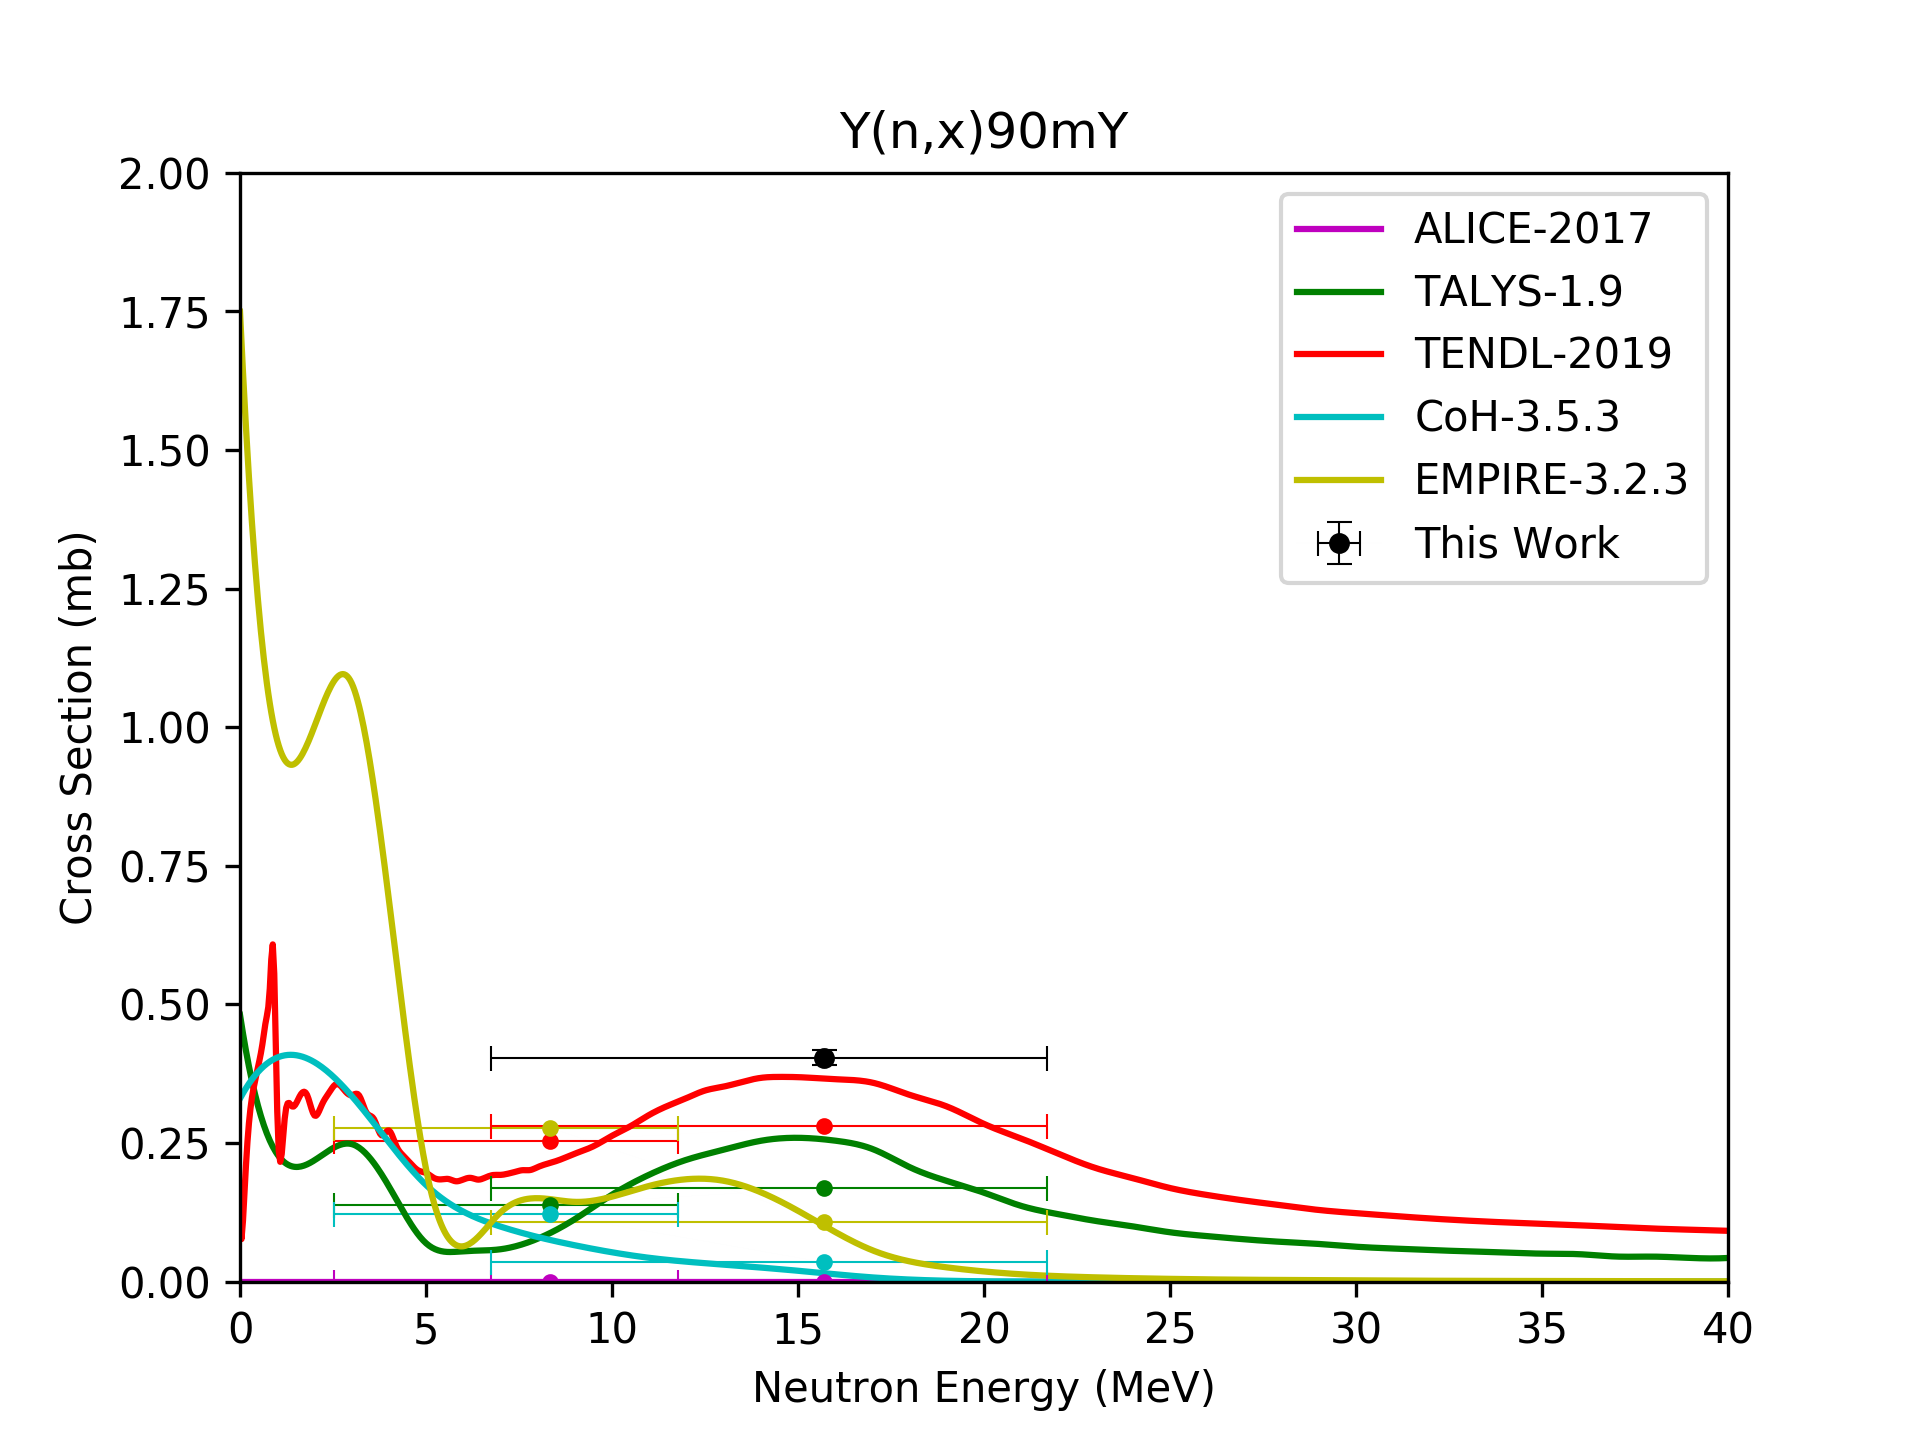 Y(n,x)90mY
2.00
1.75
1.50
1.25
1.00
0.75
0.50
0.25
0.00
Cross Section (mb)
ALICE-2017
TALYS-1.9
TENDL-2019
CoH-3.5.3
EMPIRE-3.2.3
This Work
0 5 10 15 20 25 30 35 40
Neutron Energy (MeV)